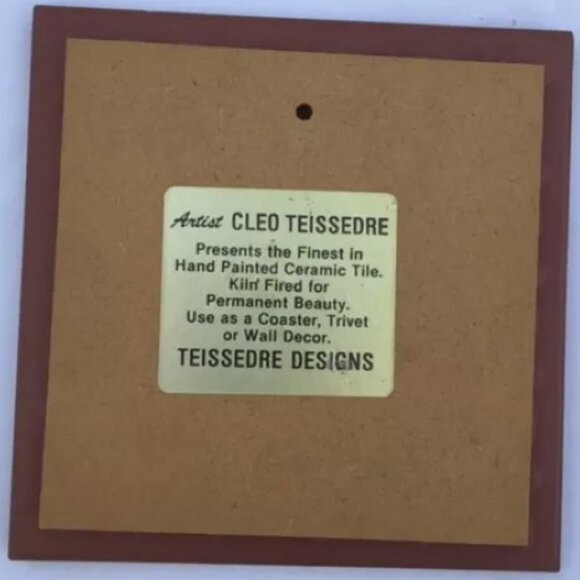 Artist CLEO TEISSEDRE
Presents the Finest in
Hand Painted Ceramic Tile.
Kiln Fired for
Permanent Beauty.
Use as a Coaster, Trivet
or Wall Decor.
TEISSEDRE DESIGNS